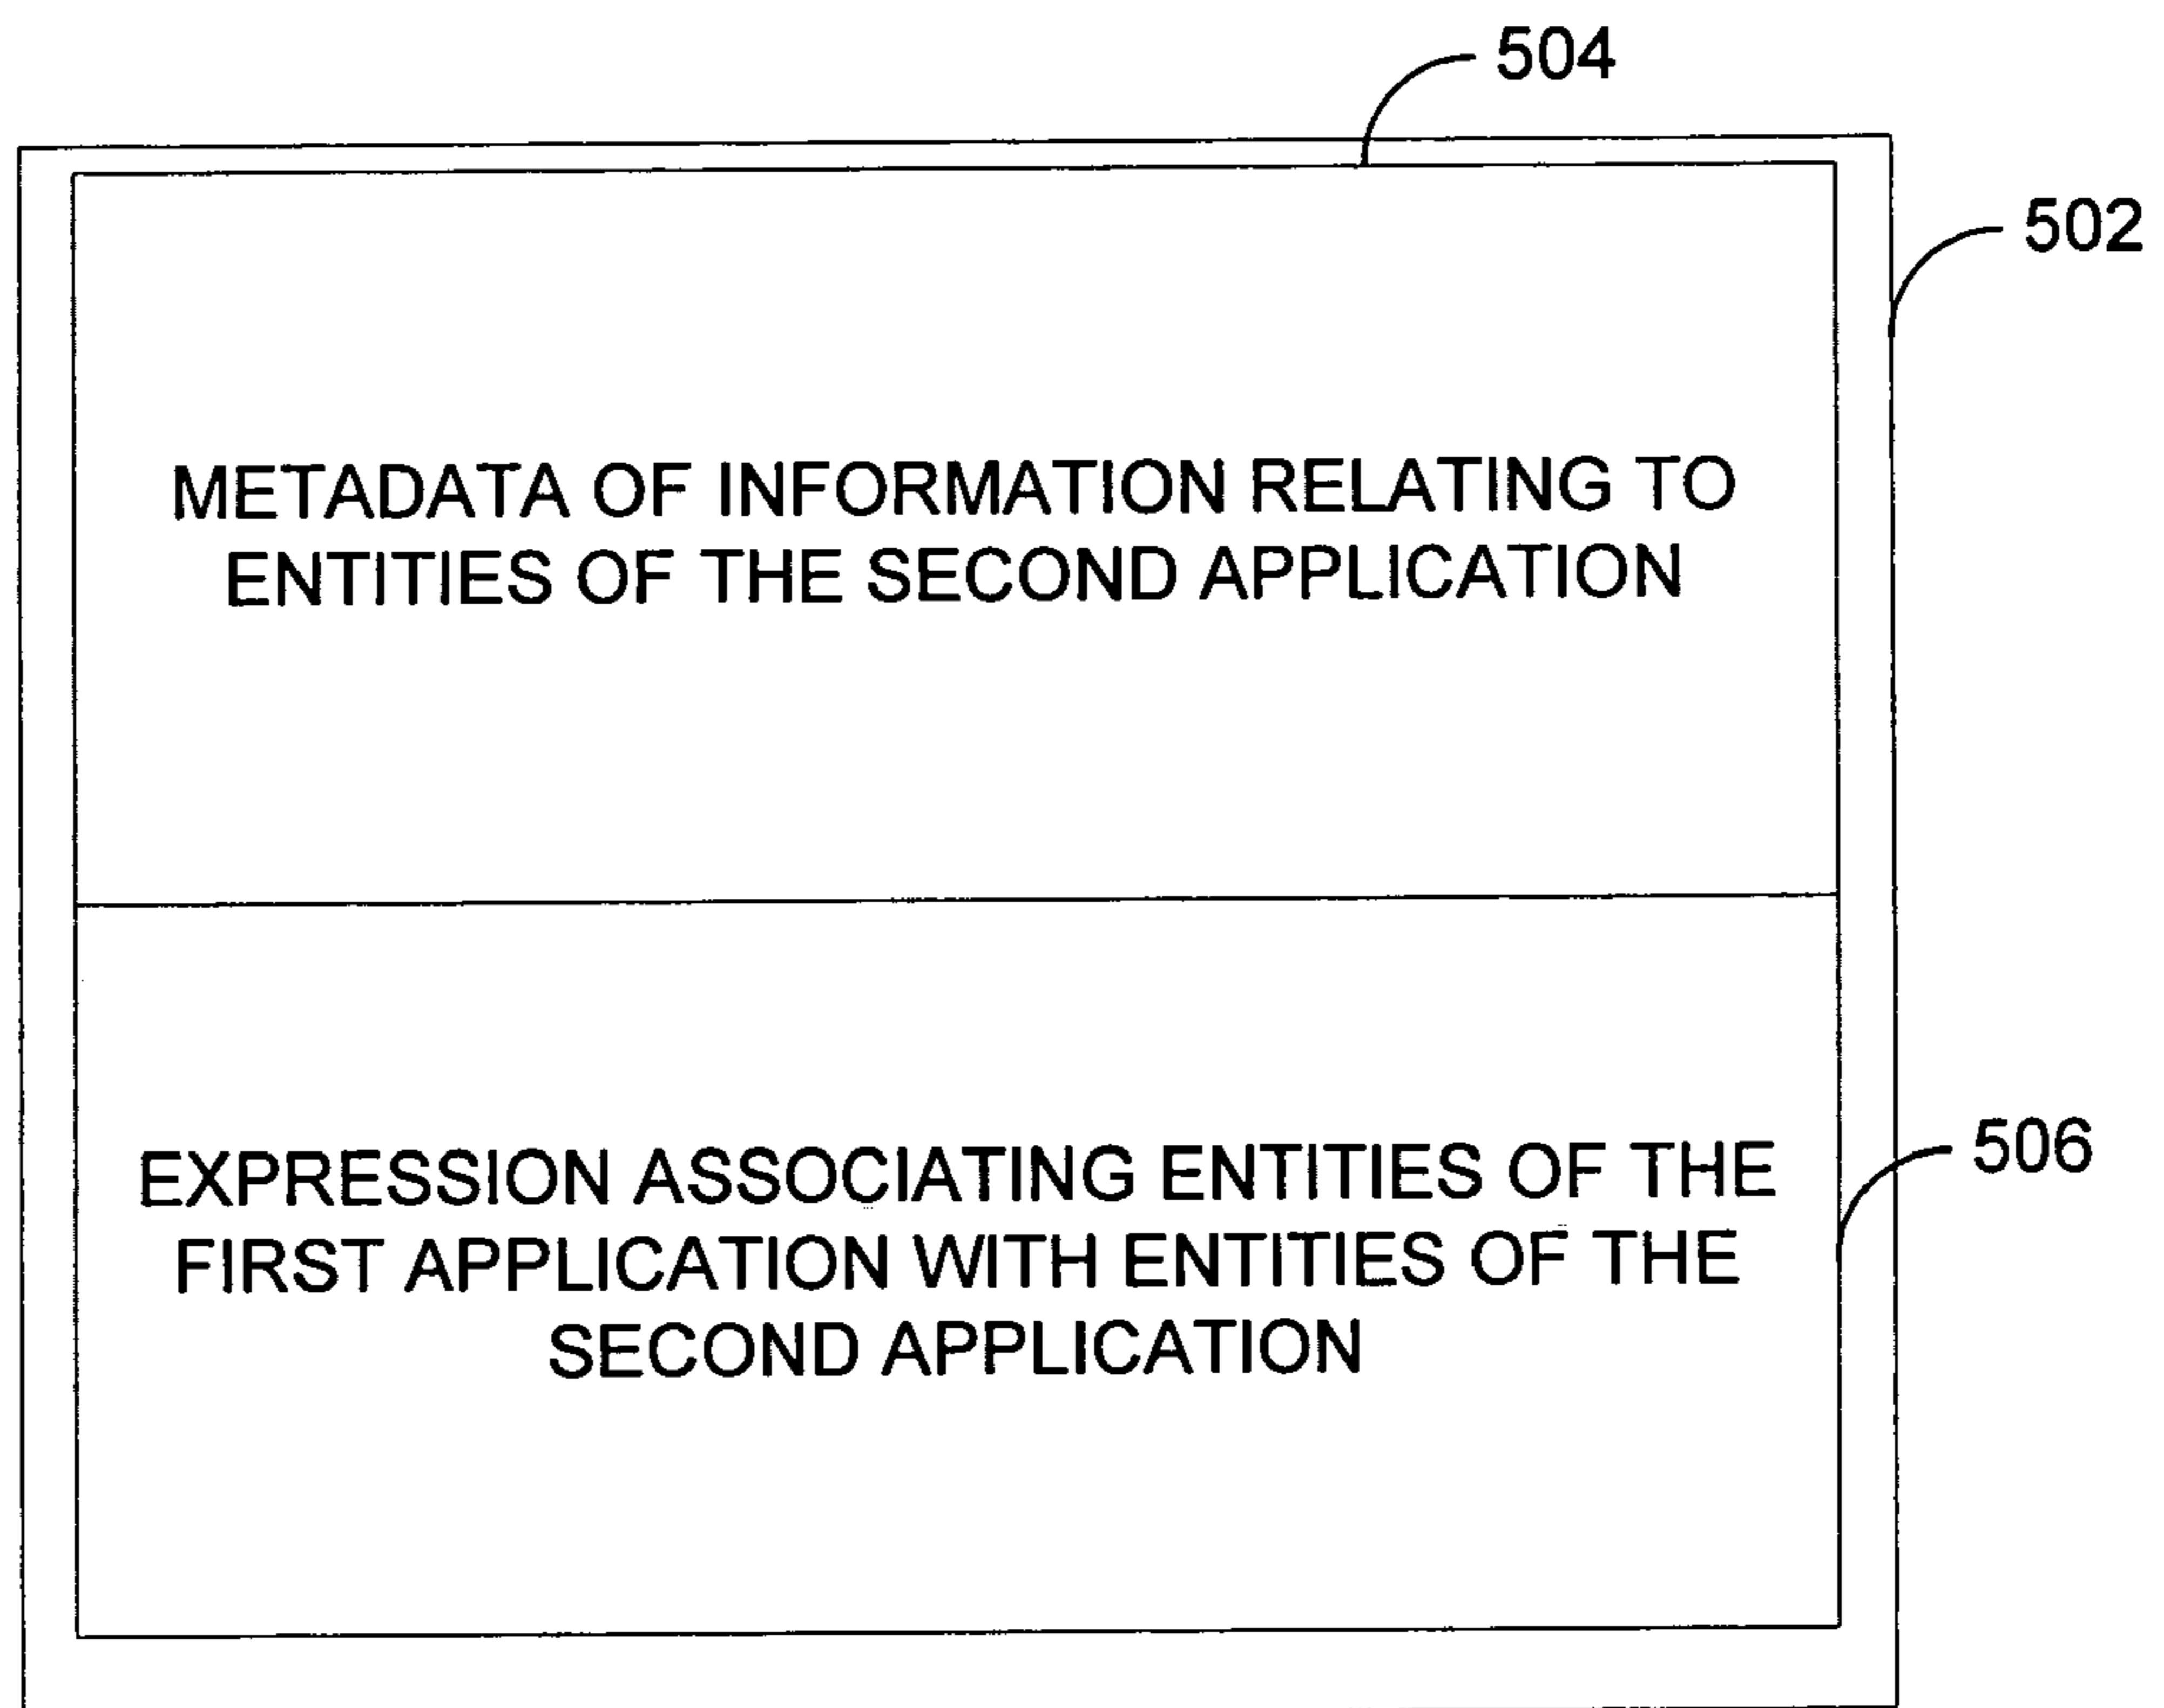 504
502
METADATA OF INFORMATION RELATING TO
ENTITIES OF THE SECOND APPLICATION
506
EXPRESSION ASSOCIATING ENTITIES OF THE
FIRST APPLICATION WITH ENTITIES OF THE
SECOND APPLICATION